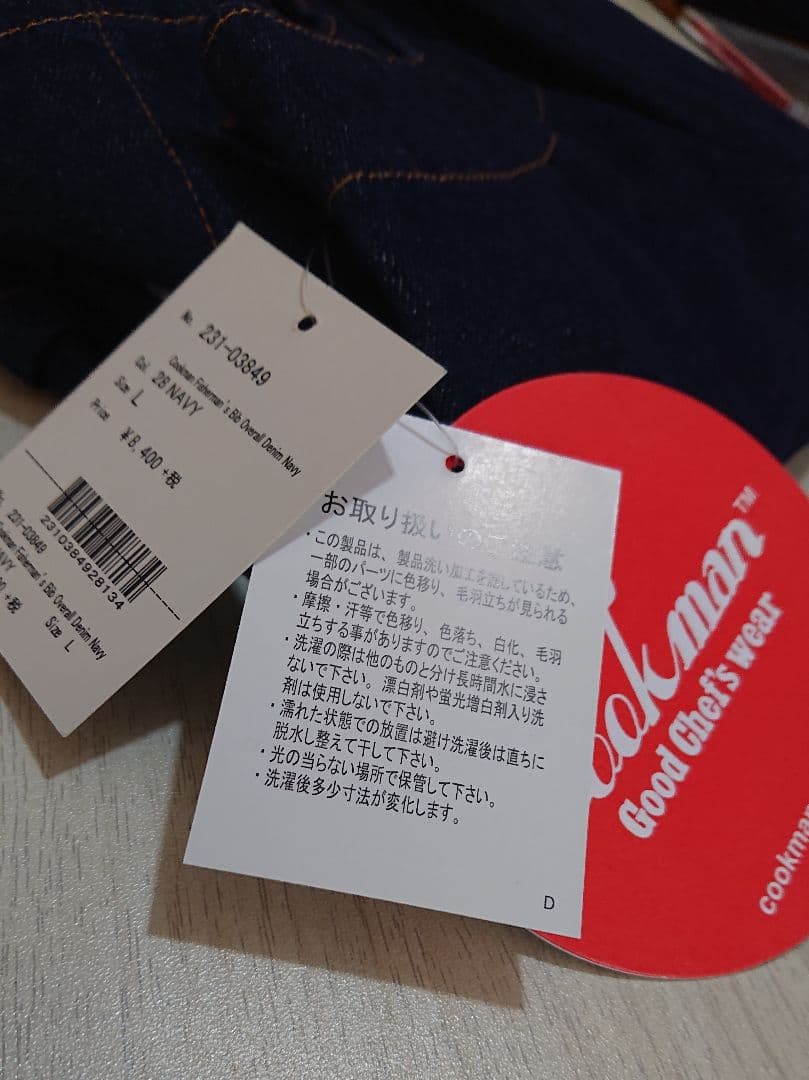 No. 231-03849
Cookman Fisherman's Bib Overall Denim Navy
Col. 28 NAVY
Size L
Price ¥8,400 +税
2310384928134
231-03849
Fisherman's Bib Overall Denim Navy
NAVY
Size L
00 +税
お取り扱い
注意
・この製品は、製品洗い加工を施しているため、
一部のパーツに色移り、毛羽立ちが見られる
場合がございます。
・摩擦・汗等で色移り、色落ち、白化、毛羽
立ちする事がありますのでご注意ください。
・洗濯の際は他のものと分け長時間水に浸さ
ないで下さい。漂白剤や蛍光増白剤入り洗
剤は使用しないで下さい。
・濡れた状態での放置は避け洗濯後は直ちに
脱水し整えて干して下さい。
・光の当らない場所で保管して下さい。
・洗濯後多少寸法が変化します。
D
ookman™
Good Chef's wear
cookman